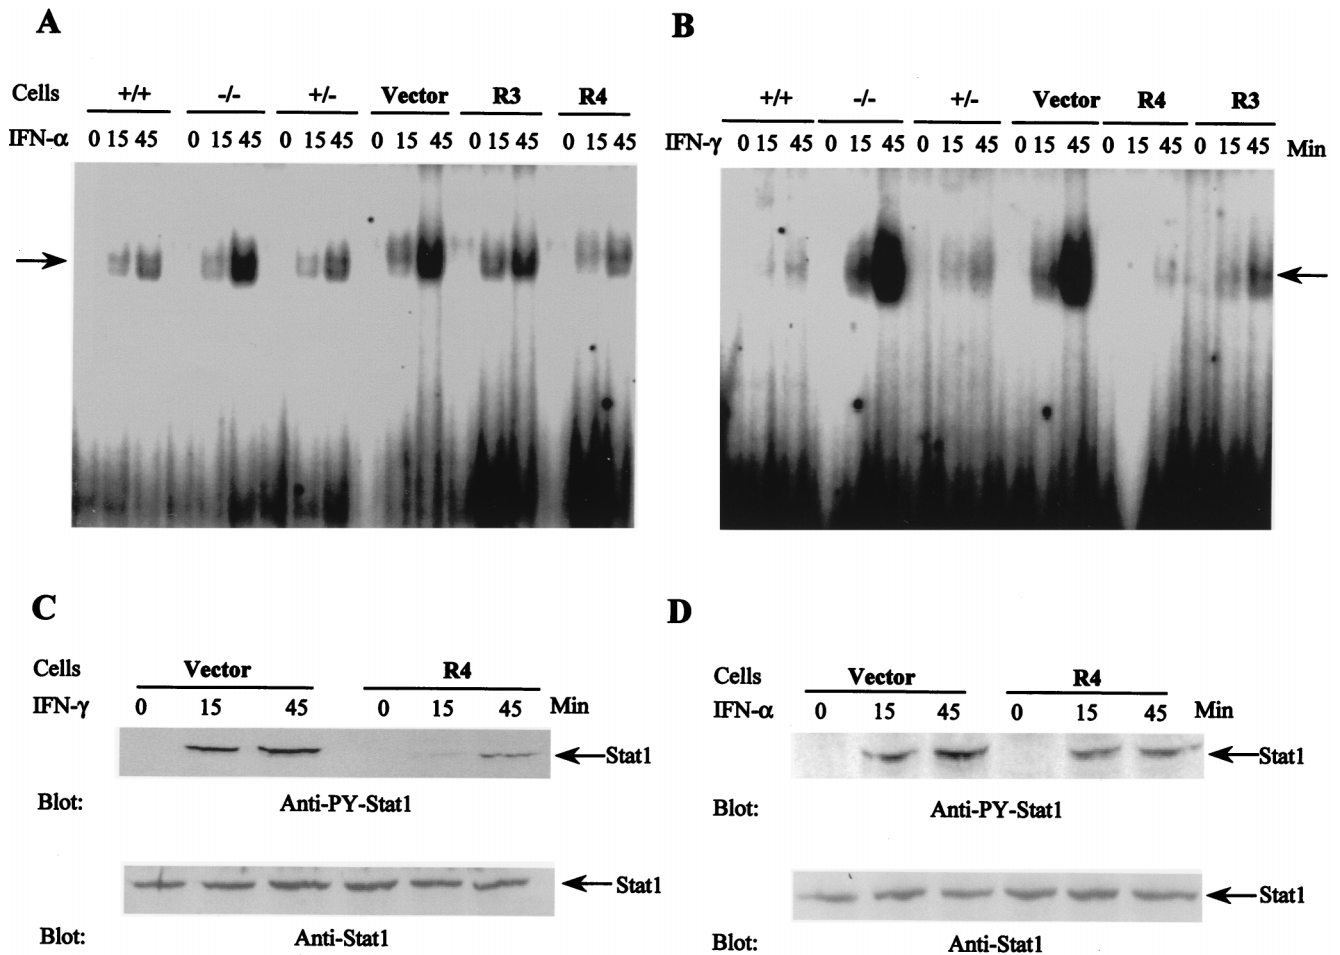 A
Cells +/+ -/- +/- Vector R3 R4
IFN-α 0 15 45 0 15 45 0 15 45 0 15 45 0 15 45 0 15 45
B
+/+ -/- +/- Vector R4 R3
IFN-γ 0 15 45 0 15 45 0 15 45 0 15 45 0 15 45 0 15 45 Min
C
Cells Vector R4
IFN-γ 0 15 45 0 15 45 Min
Stat1
Blot: Anti-PY-Stat1
Stat1
Blot: Anti-Stat1
D
Cells Vector R4
IFN-α 0 15 45 0 15 45 Min
Stat1
Blot: Anti-PY-Stat1
Stat1
Blot: Anti-Stat1